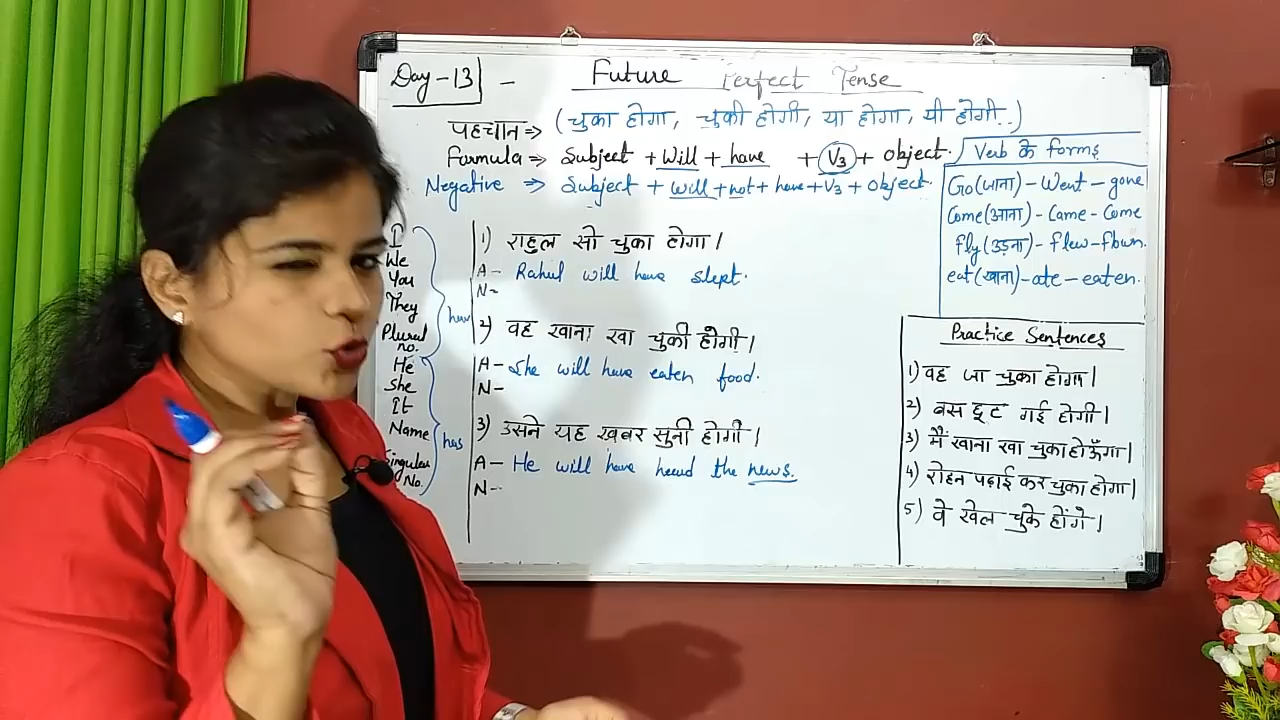 Day-13 - Future Perfect Tense
पहचान ⇒ (चुका होगा, चुकी होगी, या होगा, यी होगी..)
Formula ⇒ Subject + Will + have + V3 + object.
Negative ⇒ Subject + will + not + have + V3 + Object.
Verb के forms
Go (जाना) - Went - gone
Come (आना) - Came - Come
fly (उड़ना) - flew - flown.
eat (खाना) - ate - eaten.
I
We
You
They
Plural no.
have
He
She
It
Name
Singular No.
has
1) राहुल सो चुका होगा।
A- Rahul will have slept.
N-
2) वह खाना खा चुकी होगी।
A- She will have eaten food.
N-
3) उसने यह खबर सुनी होगी।
A- He will have heard the news.
N-
Practice Sentences
1) वह जा चुका होगा।
2) बस छूट गई होगी।
3) मैं खाना खा चुका होऊँगा।
4) रोहन पढ़ाई कर चुका होगा।
5) वे खेल चुके होंगे।